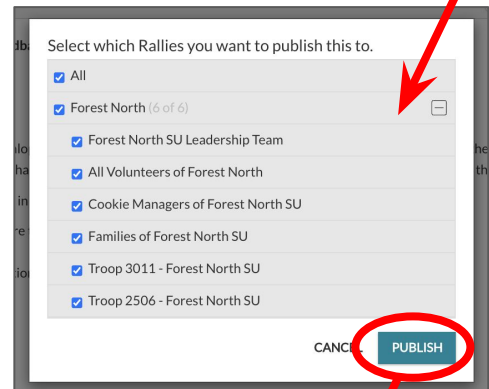 Select which Rallies you want to publish this to.
All
Forest North (6 of 6)
Forest North SU Leadership Team
All Volunteers of Forest North
Cookie Managers of Forest North SU
Families of Forest North SU
Troop 3011 - Forest North SU
Troop 2506 - Forest North SU
CANCEL PUBLISH